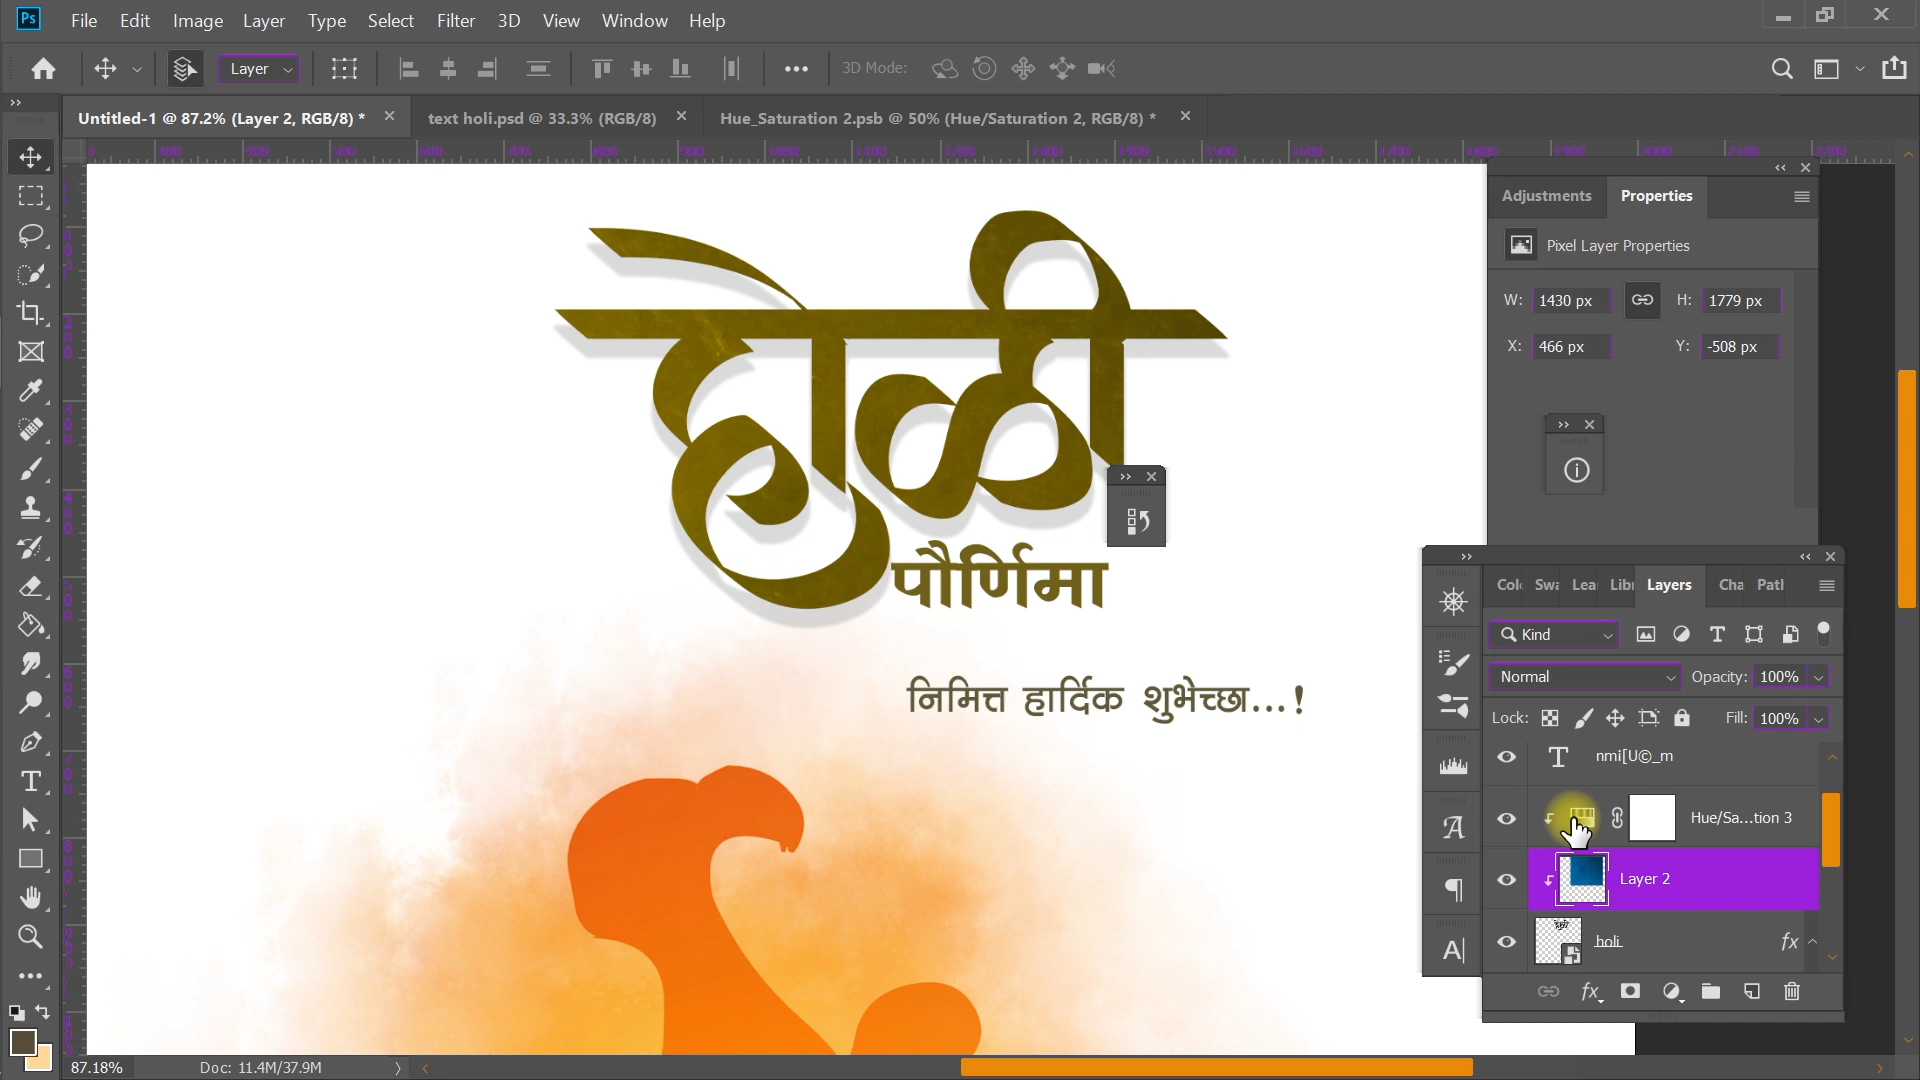 Ps File Edit Image Layer Type Select Filter 3D View Window Help
Layer 3D Mode:
Untitled-1 @ 87.2% (Layer 2, RGB/8) * text holi.psd @ 33.3% (RGB/8) Hue_Saturation 2.psb @ 50% (Hue/Saturation 2, RGB/8) *
Adjustments Properties
Pixel Layer Properties
W: 1430 px H: 1779 px
X: 466 px Y: -508 px
होळी
पौर्णिमा
निमित्त हार्दिक शुभेच्छा...!
Layers
Kind
Normal Opacity: 100%
Lock: Fill: 100%
nmi[U©_m
Hue/Sa...tion 3
Layer 2
holi fx
fx
87.18% Doc: 11.4M/37.9M